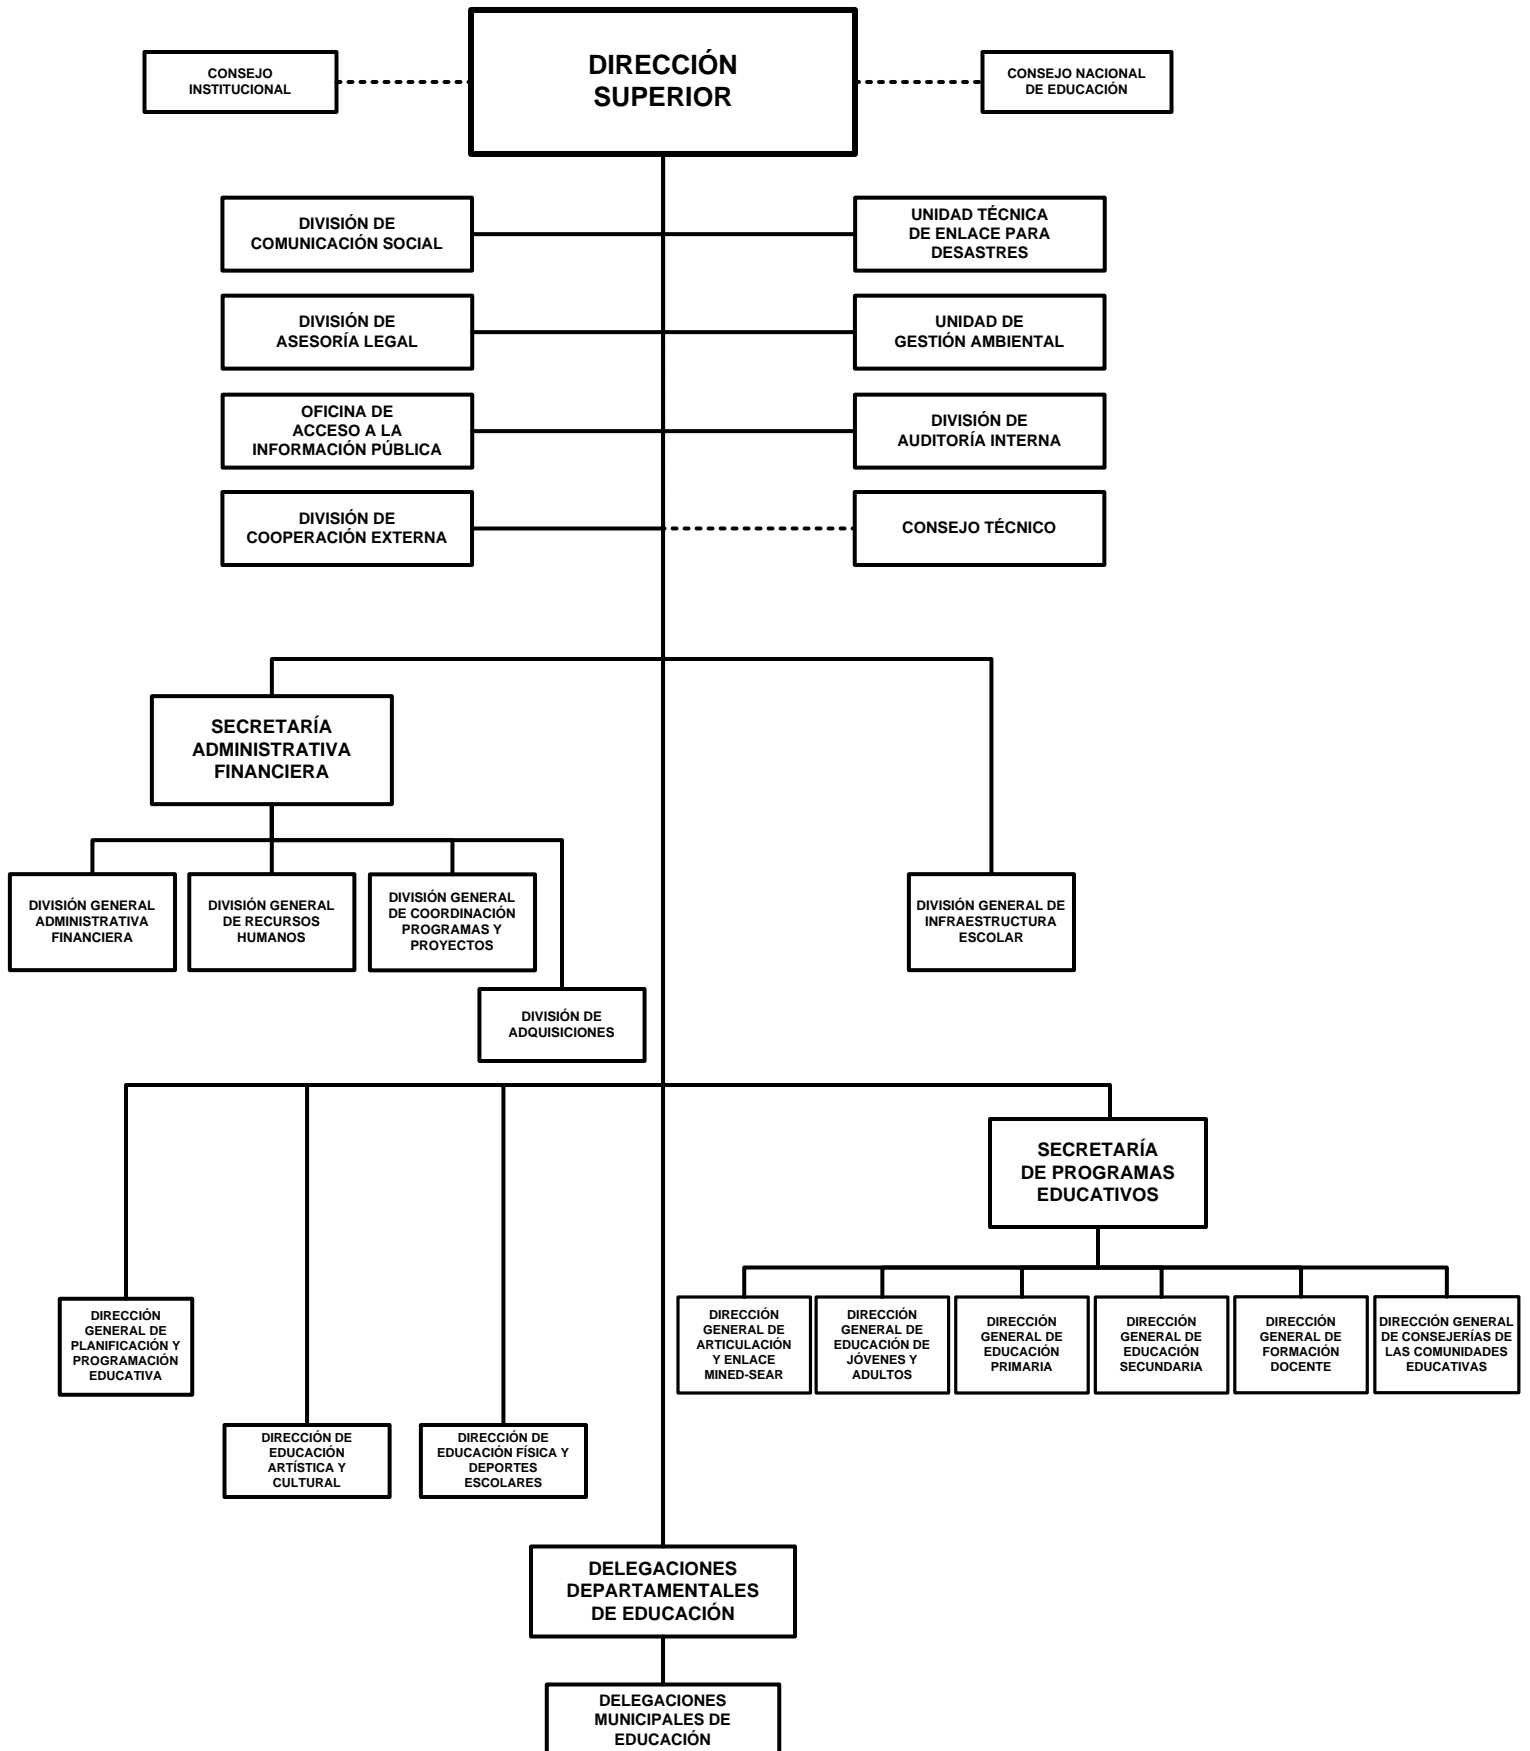 DIRECCIÓN
SUPERIOR
CONSEJO
INSTITUCIONAL
CONSEJO NACIONAL
DE EDUCACIÓN
DIVISIÓN DE
COMUNICACIÓN SOCIAL
UNIDAD TÉCNICA
DE ENLACE PARA
DESASTRES
DIVISIÓN DE
ASESORÍA LEGAL
UNIDAD DE
GESTIÓN AMBIENTAL
OFICINA DE
ACCESO A LA
INFORMACIÓN PÚBLICA
DIVISIÓN DE
AUDITORÍA INTERNA
DIVISIÓN DE
COOPERACIÓN EXTERNA
CONSEJO TÉCNICO
SECRETARÍA
ADMINISTRATIVA
FINANCIERA
DIVISIÓN GENERAL
ADMINISTRATIVA
FINANCIERA
DIVISIÓN GENERAL
DE RECURSOS
HUMANOS
DIVISIÓN GENERAL
DE COORDINACIÓN
PROGRAMAS Y
PROYECTOS
DIVISIÓN GENERAL DE
INFRAESTRUCTURA
ESCOLAR
DIVISIÓN DE
ADQUISICIONES
SECRETARÍA
DE PROGRAMAS
EDUCATIVOS
DIRECCIÓN
GENERAL DE
PLANIFICACIÓN Y
PROGRAMACIÓN
EDUCATIVA
DIRECCIÓN
GENERAL DE
ARTICULACIÓN
Y ENLACE
MINED-SEAR
DIRECCIÓN
GENERAL DE
EDUCACIÓN DE
JÓVENES Y
ADULTOS
DIRECCIÓN
GENERAL DE
EDUCACIÓN
PRIMARIA
DIRECCIÓN
GENERAL DE
EDUCACIÓN
SECUNDARIA
DIRECCIÓN
GENERAL DE
FORMACIÓN
DOCENTE
DIRECCIÓN GENERAL
DE CONSEJERÍAS DE
LAS COMUNIDADES
EDUCATIVAS
DIRECCIÓN DE
EDUCACIÓN
ARTÍSTICA Y
CULTURAL
DIRECCIÓN DE
EDUCACIÓN FÍSICA Y
DEPORTES
ESCOLARES
DELEGACIONES
DEPARTAMENTALES
DE EDUCACIÓN
DELEGACIONES
MUNICIPALES DE
EDUCACIÓN